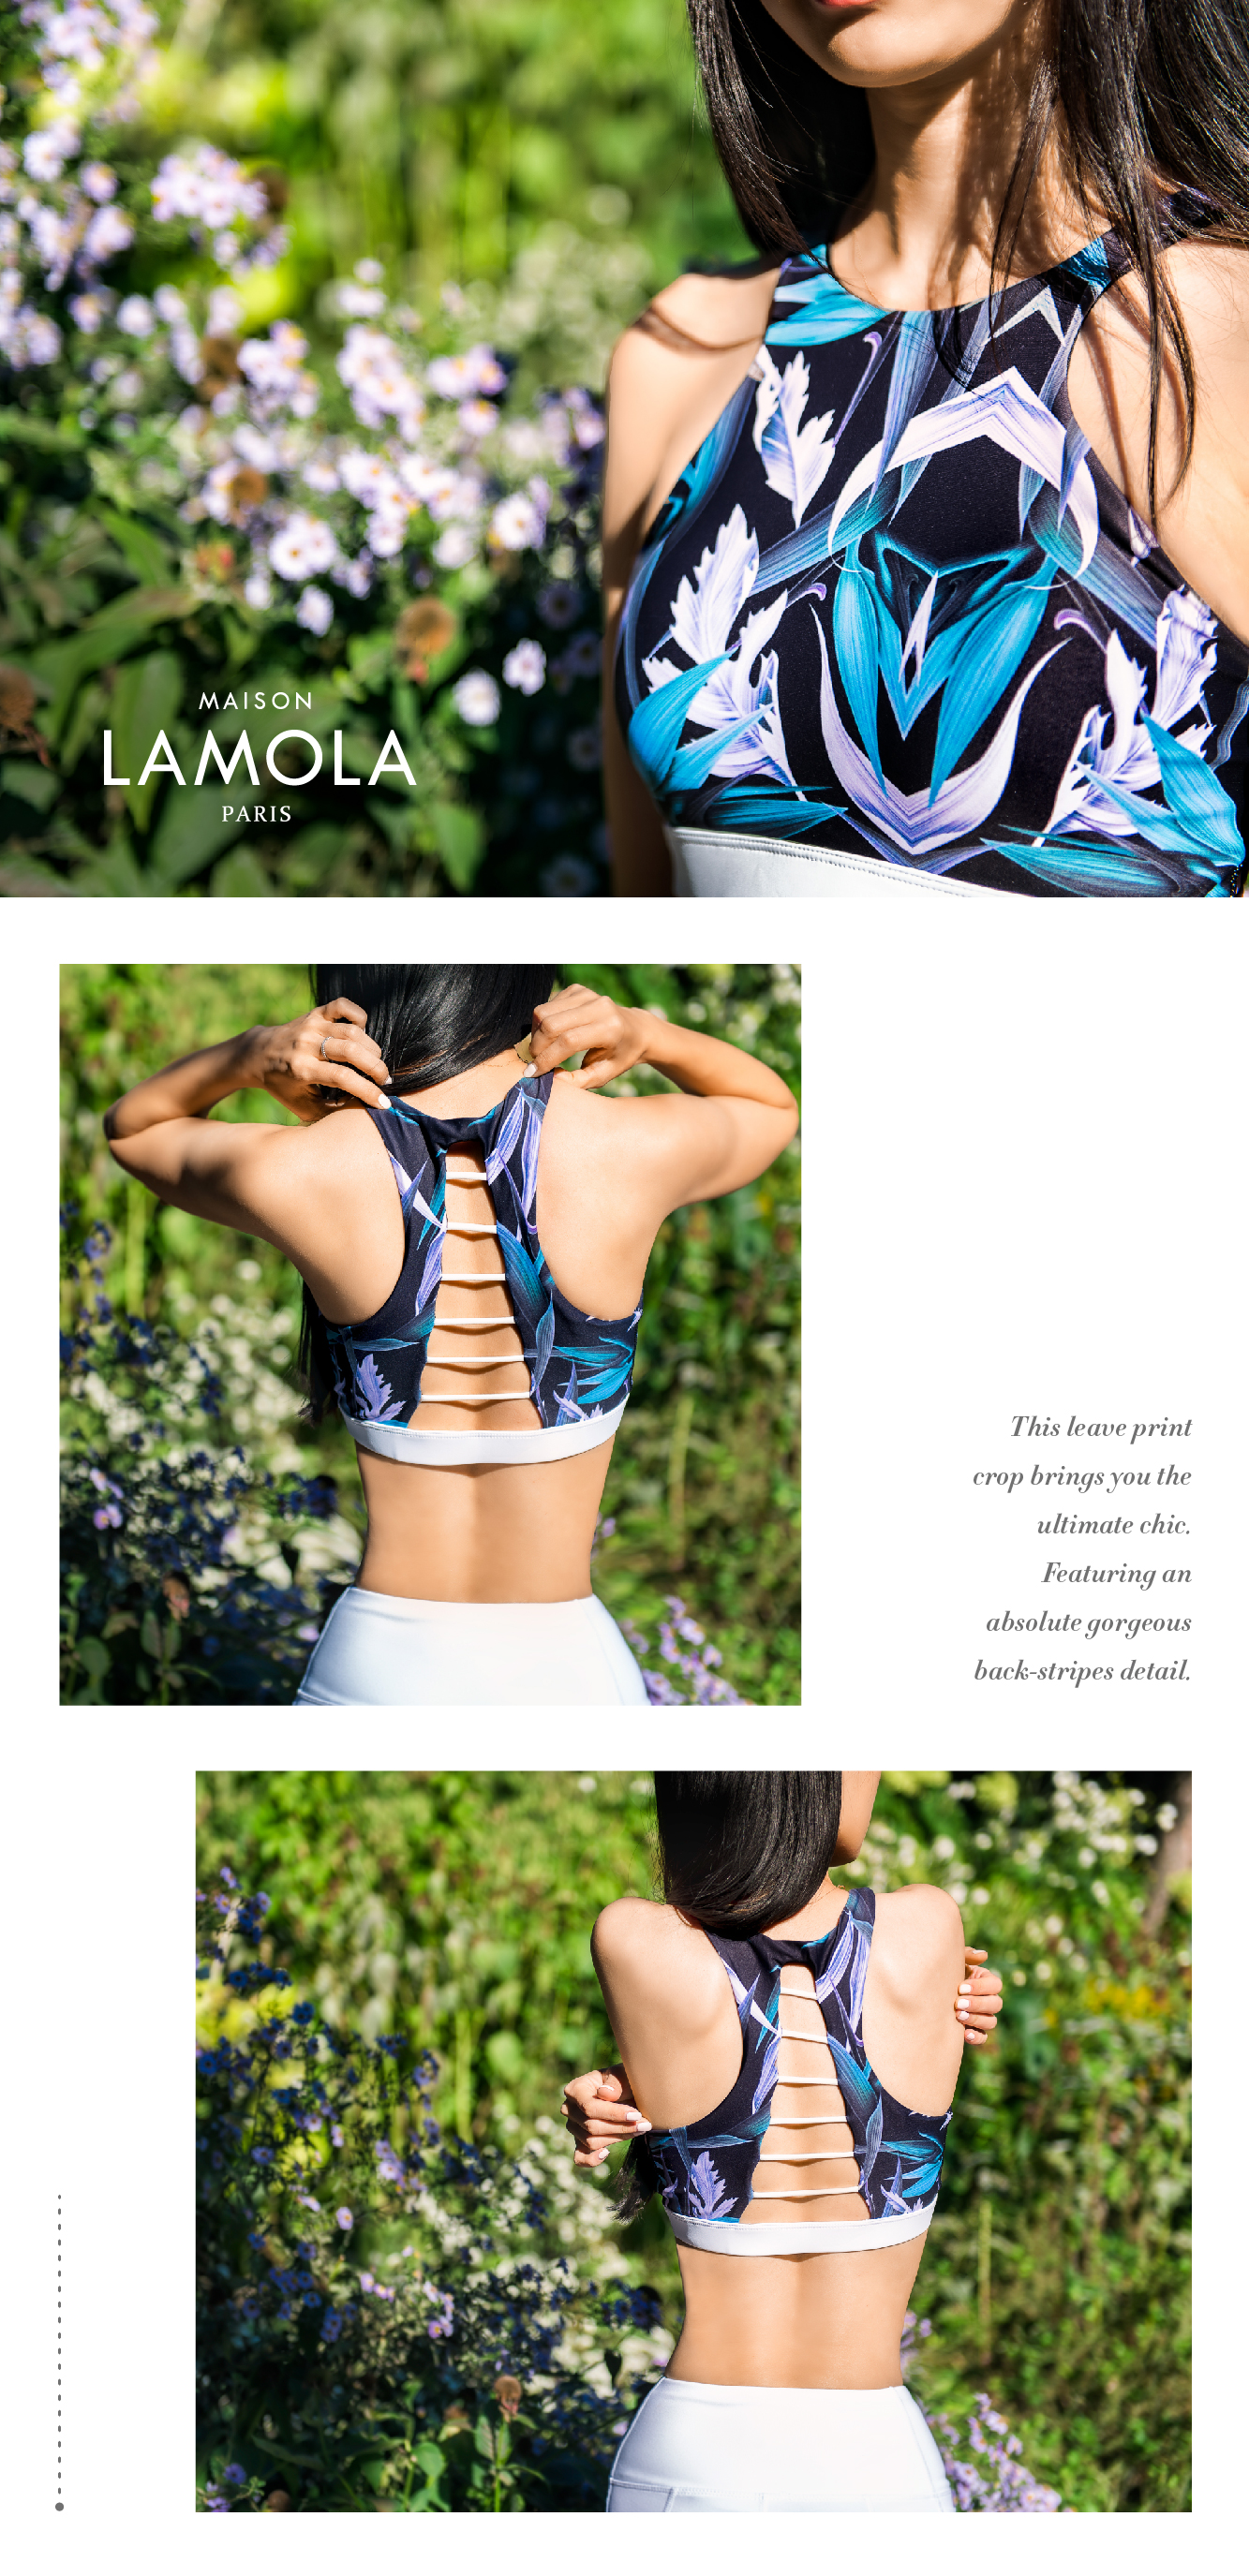 MAISON
LAMOLA
PARIS
This leave print
crop brings you the
ultimate chic.
Featuring an
absolute gorgeous
back-stripes detail.